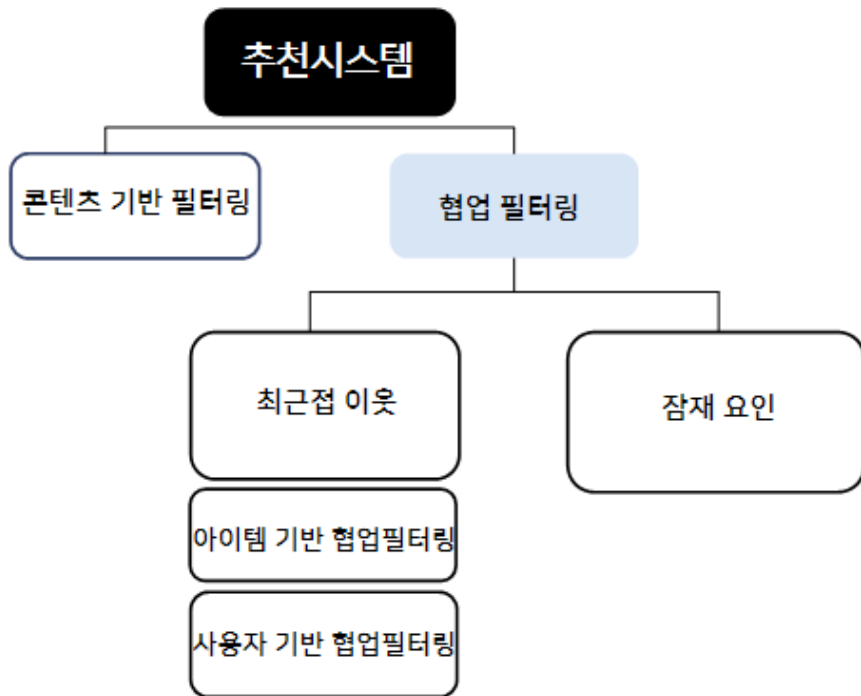 추천시스템
콘텐츠 기반 필터링
협업 필터링
최근접 이웃
잠재 요인
아이템 기반 협업필터링
사용자 기반 협업필터링